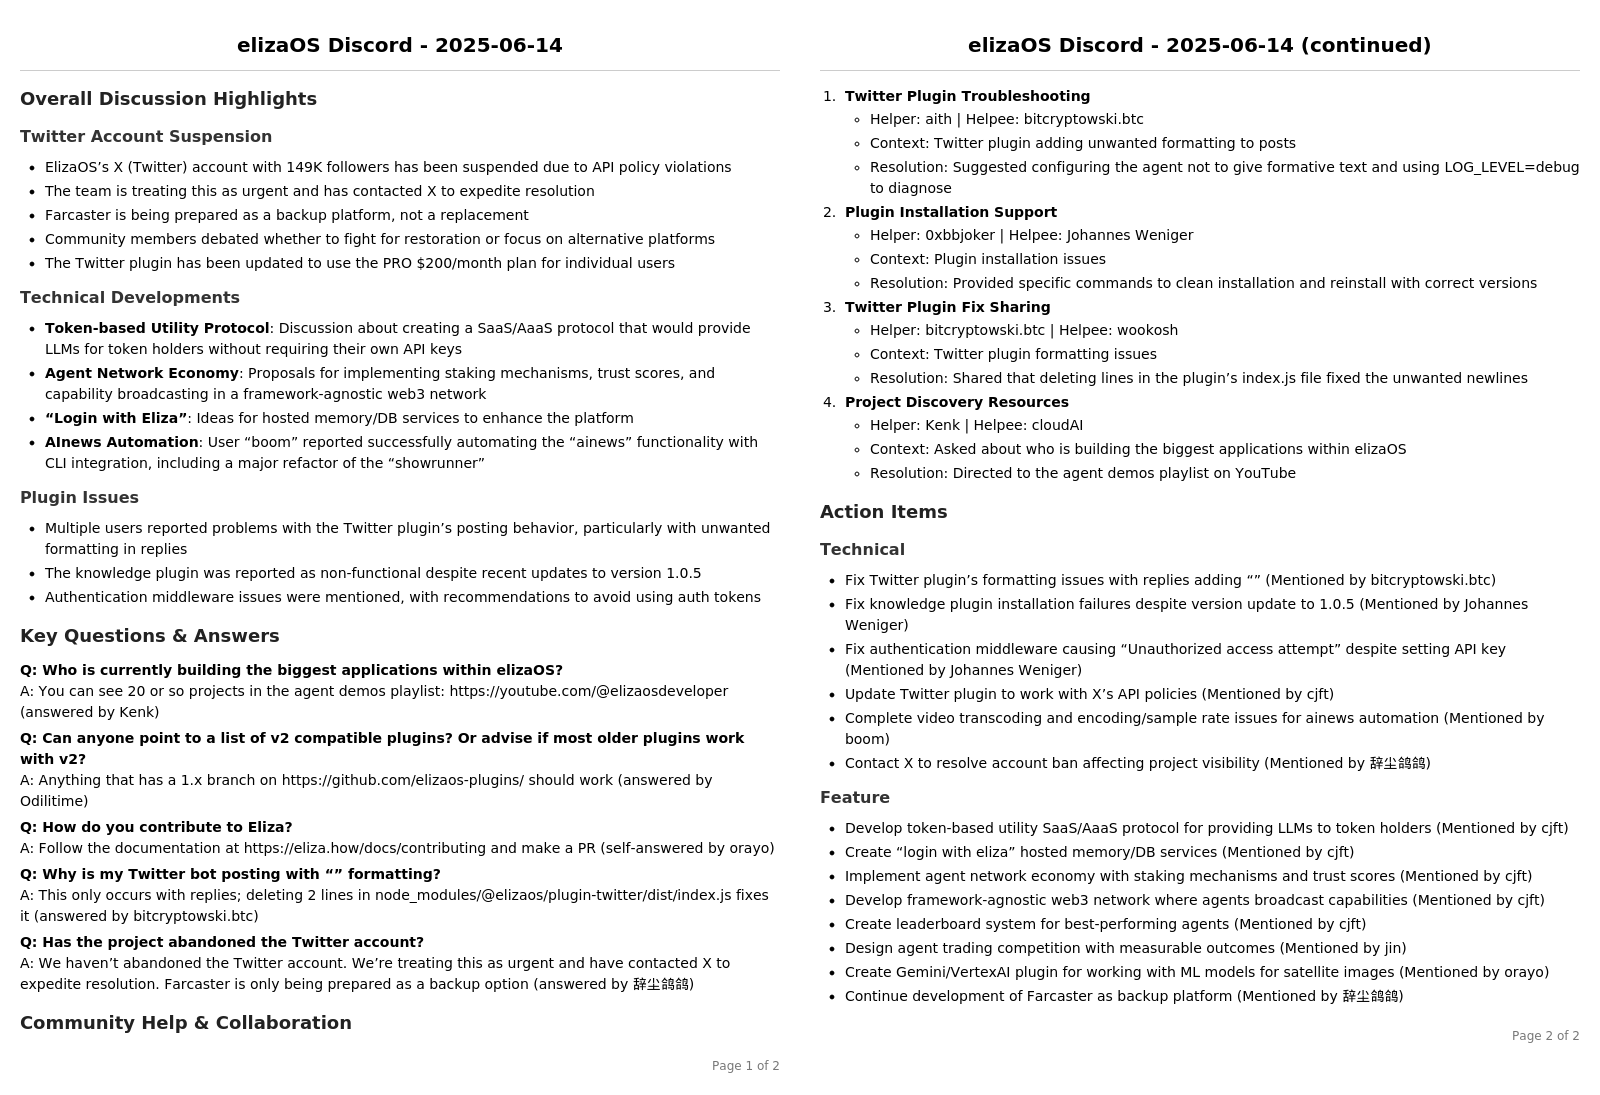 elizaOS Discord - 2025-06-14
Overall Discussion Highlights
Twitter Account Suspension
• ElizaOS’s X (Twitter) account with 149K followers has been suspended due to API policy violations
• The team is treating this as urgent and has contacted X to expedite resolution
• Farcaster is being prepared as a backup platform, not a replacement
• Community members debated whether to fight for restoration or focus on alternative platforms
• The Twitter plugin has been updated to use the PRO $200/month plan for individual users
Technical Developments
• Token-based Utility Protocol: Discussion about creating a SaaS/AaaS protocol that would provide
LLMs for token holders without requiring their own API keys
• Agent Network Economy: Proposals for implementing staking mechanisms, trust scores, and
capability broadcasting in a framework-agnostic web3 network
• “Login with Eliza”: Ideas for hosted memory/DB services to enhance the platform
• AInews Automation: User “boom” reported successfully automating the “ainews” functionality with
CLI integration, including a major refactor of the “showrunner”
Plugin Issues
• Multiple users reported problems with the Twitter plugin’s posting behavior, particularly with unwanted
formatting in replies
• The knowledge plugin was reported as non-functional despite recent updates to version 1.0.5
• Authentication middleware issues were mentioned, with recommendations to avoid using auth tokens
Key Questions & Answers
Q: Who is currently building the biggest applications within elizaOS?
A: You can see 20 or so projects in the agent demos playlist: https://youtube.com/@elizaosdeveloper
(answered by Kenk)
Q: Can anyone point to a list of v2 compatible plugins? Or advise if most older plugins work
with v2?
A: Anything that has a 1.x branch on https://github.com/elizaos-plugins/ should work (answered by
Odilitime)
Q: How do you contribute to Eliza?
A: Follow the documentation at https://eliza.how/docs/contributing and make a PR (self-answered by orayo)
Q: Why is my Twitter bot posting with “” formatting?
A: This only occurs with replies; deleting 2 lines in node_modules/@elizaos/plugin-twitter/dist/index.js fixes
it (answered by bitcryptowski.btc)
Q: Has the project abandoned the Twitter account?
A: We haven’t abandoned the Twitter account. We’re treating this as urgent and have contacted X to
expedite resolution. Farcaster is only being prepared as a backup option (answered by 辞尘鸽鸽)
Community Help & Collaboration
Page 1 of 2
elizaOS Discord - 2025-06-14 (continued)
1. Twitter Plugin Troubleshooting
◦ Helper: aith | Helpee: bitcryptowski.btc
◦ Context: Twitter plugin adding unwanted formatting to posts
◦ Resolution: Suggested configuring the agent not to give formative text and using LOG_LEVEL=debug
to diagnose
2. Plugin Installation Support
◦ Helper: 0xbbjoker | Helpee: Johannes Weniger
◦ Context: Plugin installation issues
◦ Resolution: Provided specific commands to clean installation and reinstall with correct versions
3. Twitter Plugin Fix Sharing
◦ Helper: bitcryptowski.btc | Helpee: wookosh
◦ Context: Twitter plugin formatting issues
◦ Resolution: Shared that deleting lines in the plugin’s index.js file fixed the unwanted newlines
4. Project Discovery Resources
◦ Helper: Kenk | Helpee: cloudAI
◦ Context: Asked about who is building the biggest applications within elizaOS
◦ Resolution: Directed to the agent demos playlist on YouTube
Action Items
Technical
• Fix Twitter plugin’s formatting issues with replies adding “” (Mentioned by bitcryptowski.btc)
• Fix knowledge plugin installation failures despite version update to 1.0.5 (Mentioned by Johannes
Weniger)
• Fix authentication middleware causing “Unauthorized access attempt” despite setting API key
(Mentioned by Johannes Weniger)
• Update Twitter plugin to work with X’s API policies (Mentioned by cjft)
• Complete video transcoding and encoding/sample rate issues for ainews automation (Mentioned by
boom)
• Contact X to resolve account ban affecting project visibility (Mentioned by 辞尘鸽鸽)
Feature
• Develop token-based utility SaaS/AaaS protocol for providing LLMs to token holders (Mentioned by cjft)
• Create “login with eliza” hosted memory/DB services (Mentioned by cjft)
• Implement agent network economy with staking mechanisms and trust scores (Mentioned by cjft)
• Develop framework-agnostic web3 network where agents broadcast capabilities (Mentioned by cjft)
• Create leaderboard system for best-performing agents (Mentioned by cjft)
• Design agent trading competition with measurable outcomes (Mentioned by jin)
• Create Gemini/VertexAI plugin for working with ML models for satellite images (Mentioned by orayo)
• Continue development of Farcaster as backup platform (Mentioned by 辞尘鸽鸽)
Page 2 of 2